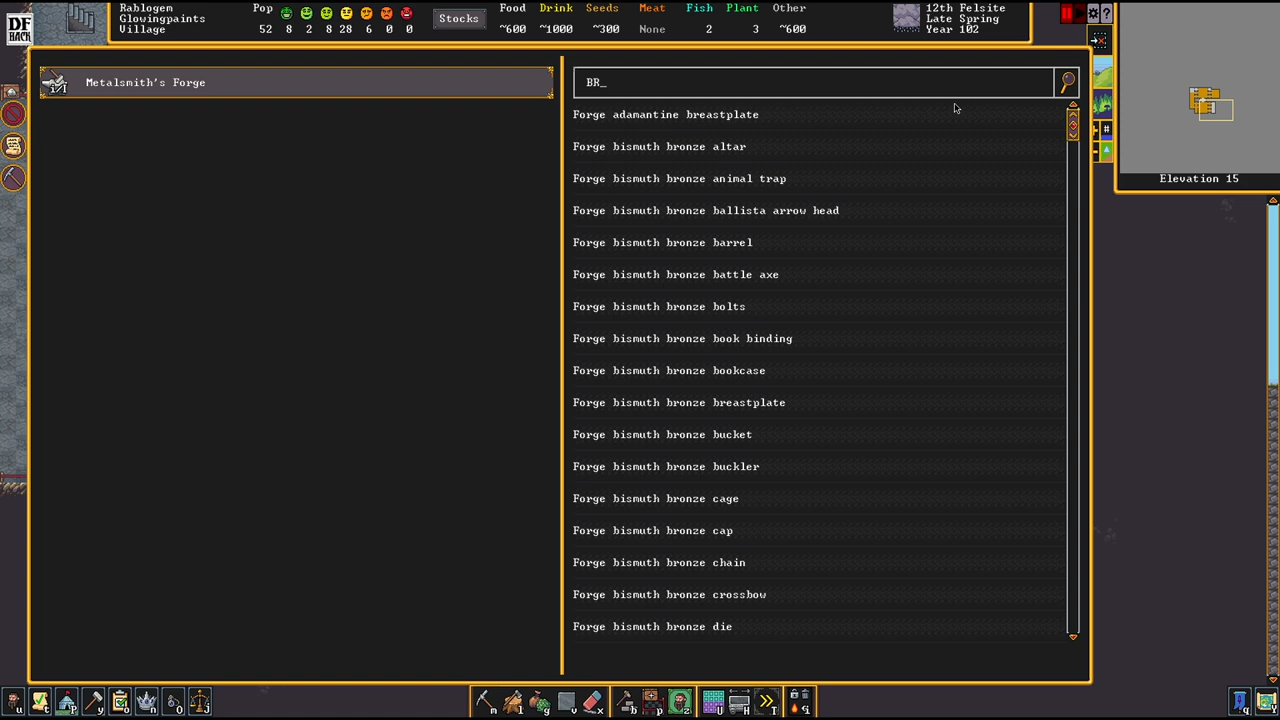 DF
HACK
Rablogem
Glowingpaints
Village
Pop
52 8 2 8 28 6 0 0
Stocks
Food Drink Seeds Meat Fish Plant Other
~600 ~1000 ~300 None 2 3 ~600
12th Felsite
Late Spring
Year 102
Metalsmith's Forge
BR_
Forge adamantine breastplate
Forge bismuth bronze altar
Forge bismuth bronze animal trap
Forge bismuth bronze ballista arrow head
Forge bismuth bronze barrel
Forge bismuth bronze battle axe
Forge bismuth bronze bolts
Forge bismuth bronze book binding
Forge bismuth bronze bookcase
Forge bismuth bronze breastplate
Forge bismuth bronze bucket
Forge bismuth bronze buckler
Forge bismuth bronze cage
Forge bismuth bronze cap
Forge bismuth bronze chain
Forge bismuth bronze crossbow
Forge bismuth bronze die
Elevation 15